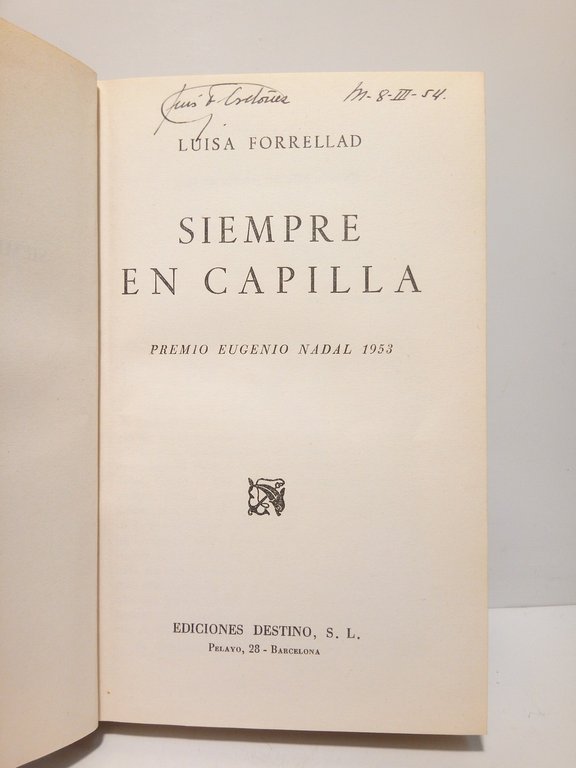 M-8-III-54.
LUISA FORRELLAD
SIEMPRE
EN CAPILLA
PREMIO EUGENIO NADAL 1953
EDICIONES DESTINO, S. L.
PELAYO, 28 - BARCELONA